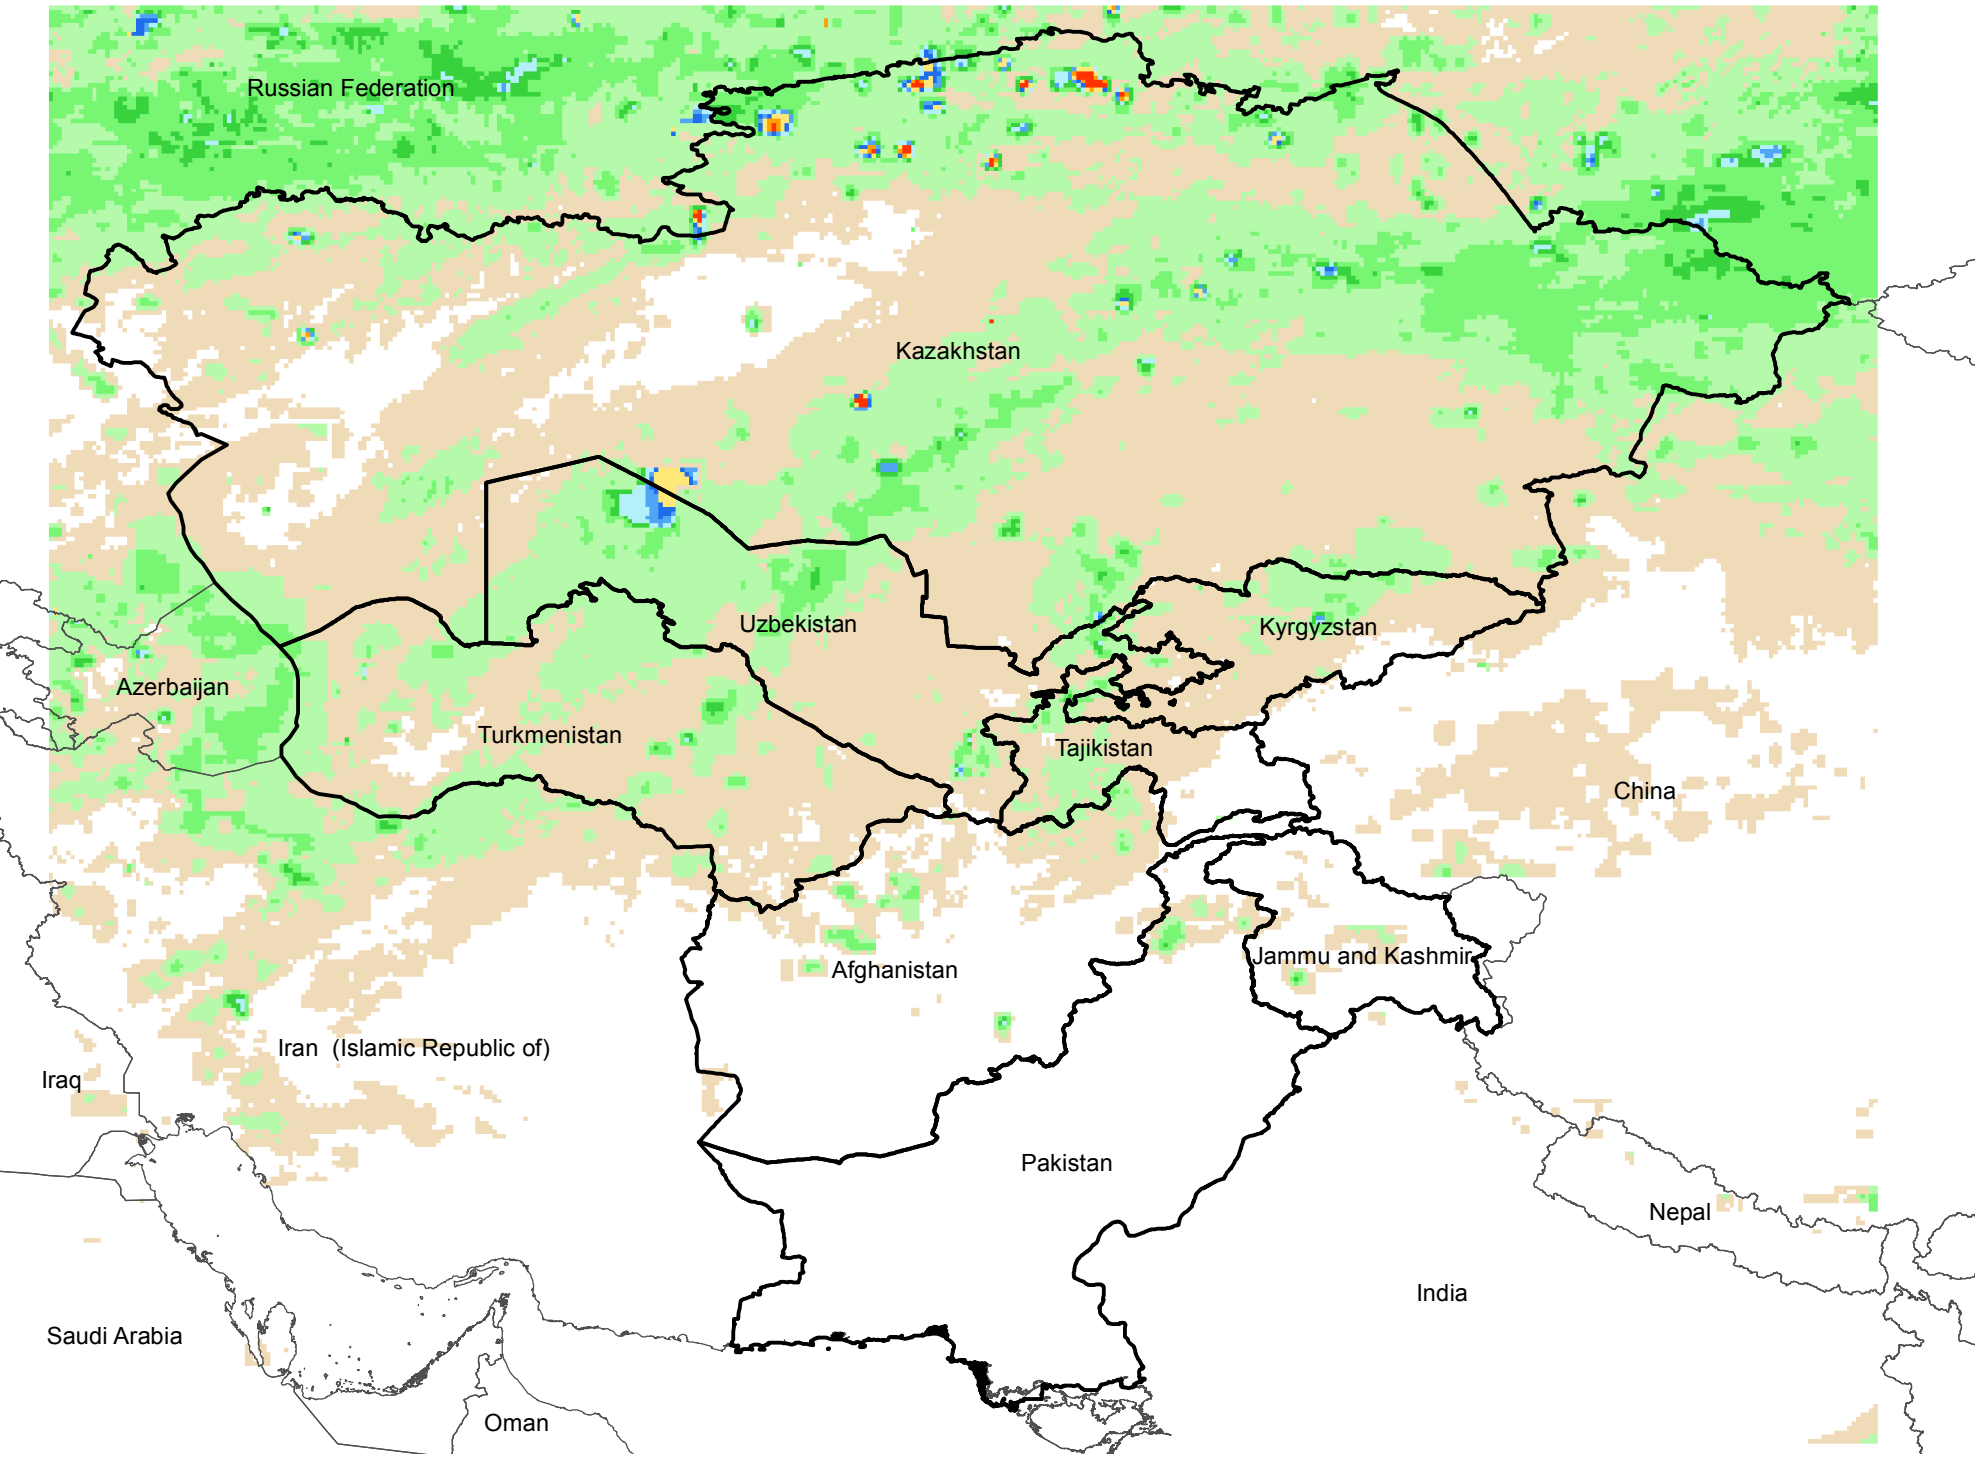 Russian Federation
Kazakhstan
Uzbekistan
Kyrgyzstan
Azerbaijan
Turkmenistan
Tajikistan
China
Afghanistan
Jammu and Kashmir
Iran (Islamic Republic of)
Iraq
Pakistan
Nepal
India
Saudi Arabia
Oman